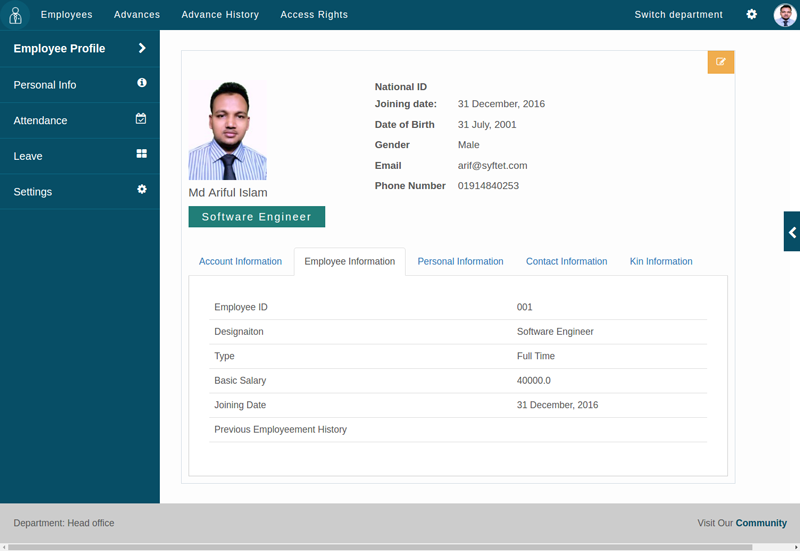 Employees Advances Advance History Access Rights Switch department
Employee Profile
Personal Info
Attendance
Leave
Settings
National ID
Joining date: 31 December, 2016
Date of Birth 31 July, 2001
Gender Male
Email arif@syftet.com
Phone Number 01914840253
Md Ariful Islam
Software Engineer
Account Information Employee Information Personal Information Contact Information Kin Information
Employee ID 001
Designaiton Software Engineer
Type Full Time
Basic Salary 40000.0
Joining Date 31 December, 2016
Previous Employeement History
Department: Head office Visit Our Community